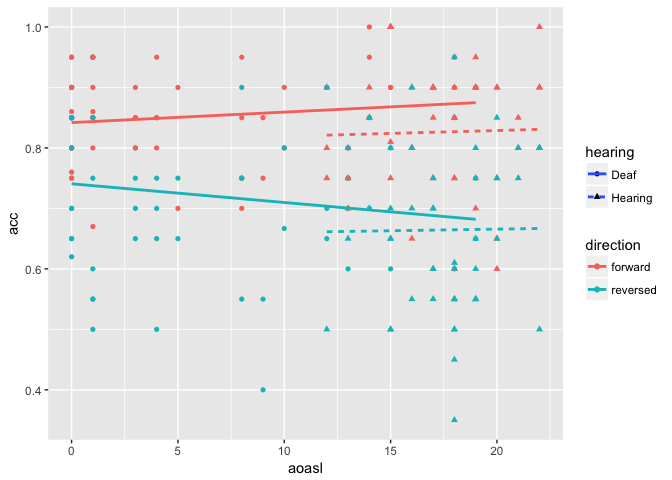 1.0
0.8
0.6
0.4
acc
0 5 10 15 20
aoasl
hearing
Deaf
Hearing
direction
forward
reversed